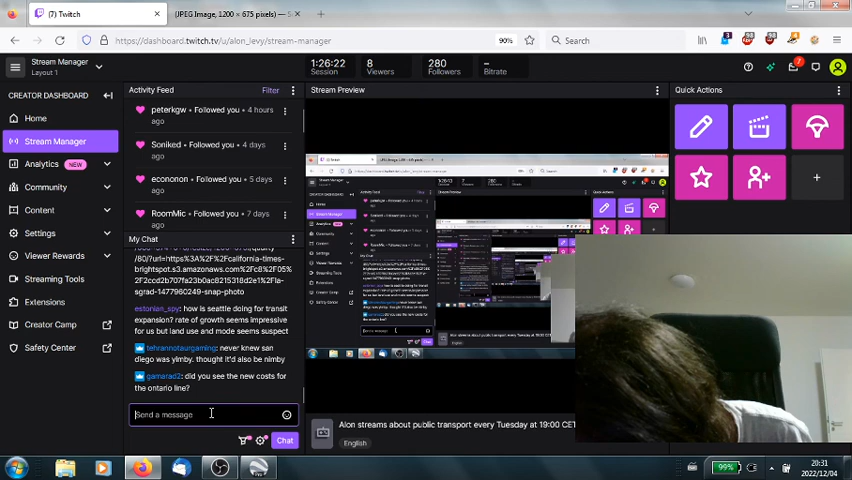 Twitch
(JPEG Image, 1200 × 675 pixels) — S
https://dashboard.twitch.tv/u/alon_levy/stream-manager
90%
Search
Stream Manager
Layout 1
1:26:22
Session
8
Viewers
280
Followers
–
Bitrate
7
CREATOR DASHBOARD
Home
Stream Manager
Analytics NEW
Community
Content
Settings
Viewer Rewards
Streaming Tools
Extensions
Creator Camp
Safety Center
Activity Feed
Filter
peterkgw • Followed you • 4 hours
ago
Soniked • Followed you • 4 days
ago
econonon • Followed you • 5 days
ago
RoomMic • Followed you • 7 days
ago
My Chat
/80/?url=https%3A%2F%2Fcalifornia-times-
brightspot.s3.amazonaws.com%2Fc8%2F05%
2F2ccd2b707fa0ac8215318d2e1%2Fla-
sgrad-1477960249-snap-photo
estonian_spy: how is seattle doing for transit
expansion? rate of growth seems impressive
for us but land use and mode seems suspect
tehrannotaurgaming: never knew san
diego was yimby. thought it'd also be nimby
gamarad2: did you see the new costs for
the ontario line?
Send a message
Chat
Stream Preview
Alon streams about public transport every Tuesday at 19:00 CET
English
Quick Actions
99%
20:31
2022/12/04